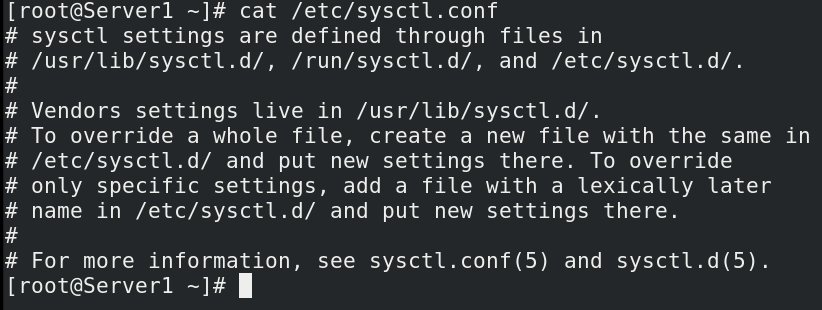 [root@Server1 ~]# cat /etc/sysctl.conf
# sysctl settings are defined through files in
# /usr/lib/sysctl.d/, /run/sysctl.d/, and /etc/sysctl.d/.
#
# Vendors settings live in /usr/lib/sysctl.d/.
# To override a whole file, create a new file with the same in
# /etc/sysctl.d/ and put new settings there. To override
# only specific settings, add a file with a lexically later
# name in /etc/sysctl.d/ and put new settings there.
#
# For more information, see sysctl.conf(5) and sysctl.d(5).
[root@Server1 ~]#